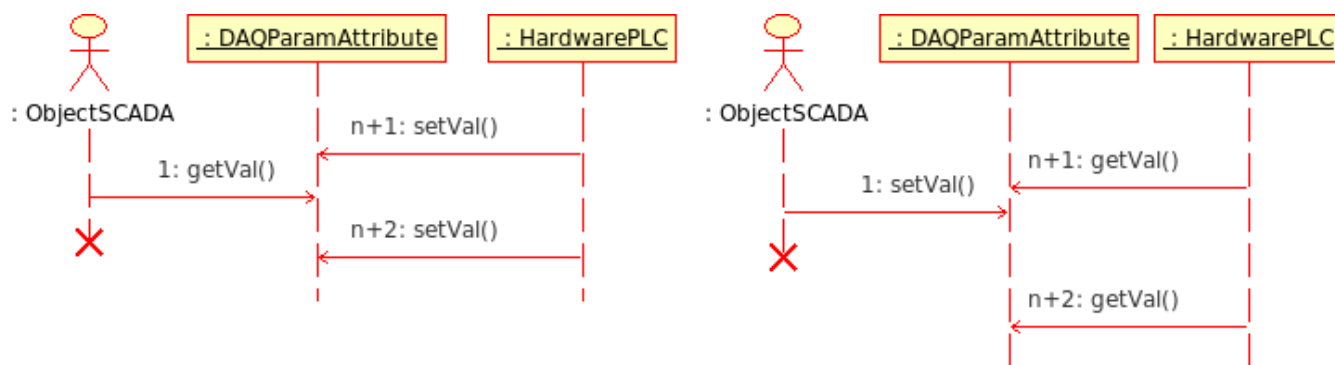 : DAQParamAttribute
: HardwarePLC
: ObjectSCADA
n+1: setVal()
1: getVal()
n+2: setVal()
: DAQParamAttribute
: HardwarePLC
: ObjectSCADA
n+1: getVal()
1: setVal()
n+2: getVal()